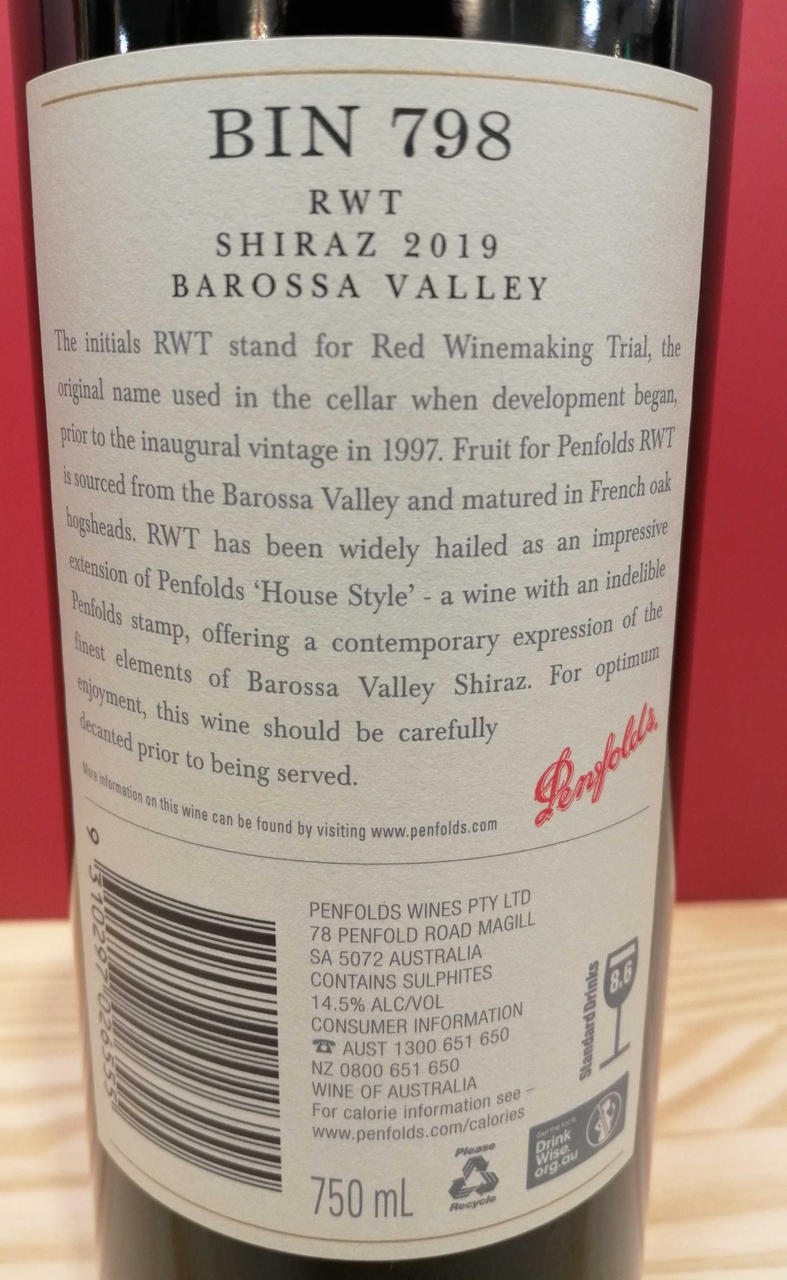 BIN 798
RWT
SHIRAZ 2019
BAROSSA VALLEY
The initials RWT stand for Red Winemaking Trial, the
original name used in the cellar when development began,
prior to the inaugural vintage in 1997. Fruit for Penfolds RWT
is sourced from the Barossa Valley and matured in French oak
hogsheads. RWT has been widely hailed as an impressive
extension of Penfolds ‘House Style’ - a wine with an indelible
Penfolds stamp, offering a contemporary expression of the
finest elements of Barossa Valley Shiraz. For optimum
enjoyment, this wine should be carefully
decanted prior to being served.
Penfolds.
More information on this wine can be found by visiting www.penfolds.com
9 310297 026555
PENFOLDS WINES PTY LTD
78 PENFOLD ROAD MAGILL
SA 5072 AUSTRALIA
CONTAINS SULPHITES
14.5% ALC/VOL
CONSUMER INFORMATION
☎ AUST 1300 651 650
NZ 0800 651 650
WINE OF AUSTRALIA
For calorie information see –
www.penfolds.com/calories
750 mL
Please
Recycle
Standard Drinks
8.6
Get the facts
Drink
Wise.
org.au